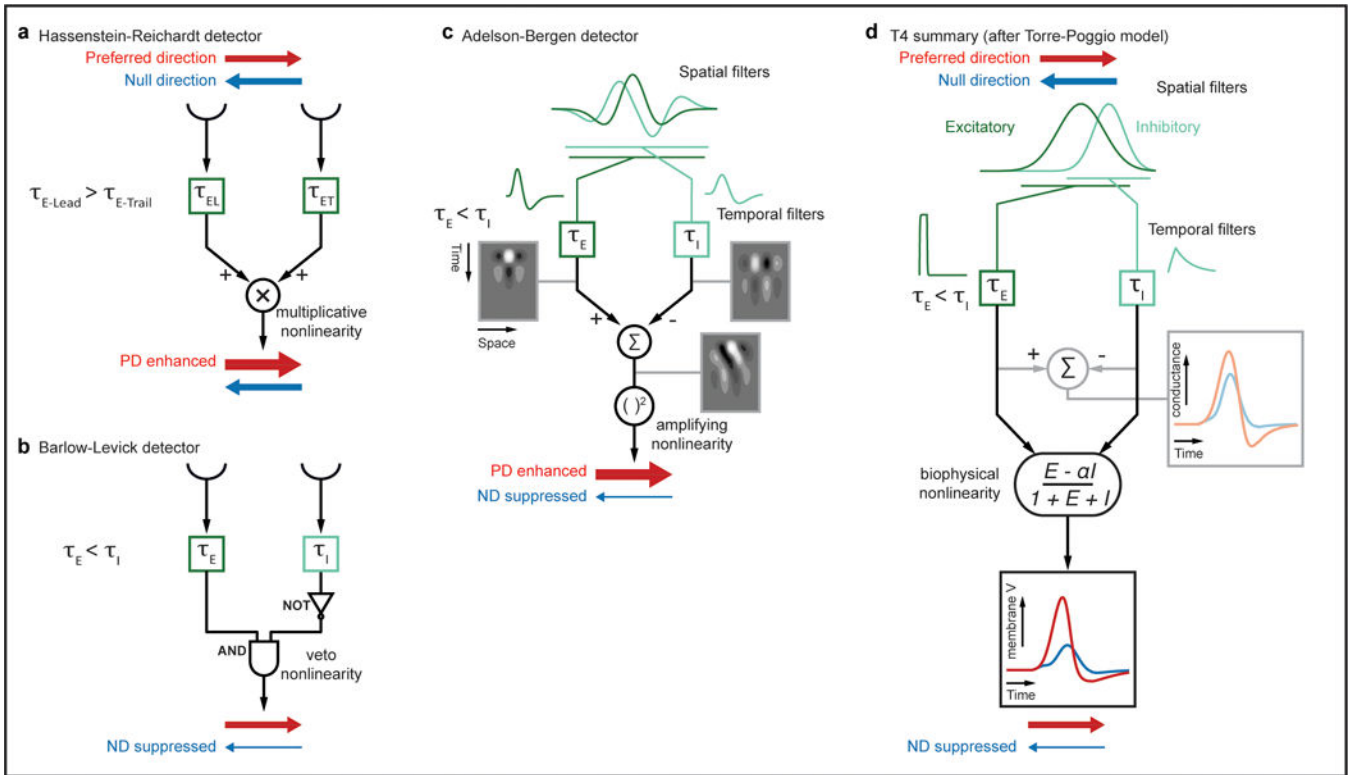 a Hassenstein-Reichardt detector
Preferred direction
Null direction
τE-Lead > τE-Trail
τEL
τET
+
+
×
multiplicative
nonlinearity
PD enhanced
b Barlow-Levick detector
τE < τI
τE
τI
NOT
AND
veto
nonlinearity
ND suppressed
c Adelson-Bergen detector
Spatial filters
τE < τI
Temporal filters
τE
τI
Time
Space
+
-
Σ
( )²
amplifying
nonlinearity
PD enhanced
ND suppressed
d T4 summary (after Torre-Poggio model)
Preferred direction
Null direction
Spatial filters
Excitatory
Inhibitory
Temporal filters
τE < τI
τE
τI
+
-
Σ
conductance
Time
biophysical
nonlinearity
E - αI
1 + E + I
membrane V
Time
ND suppressed